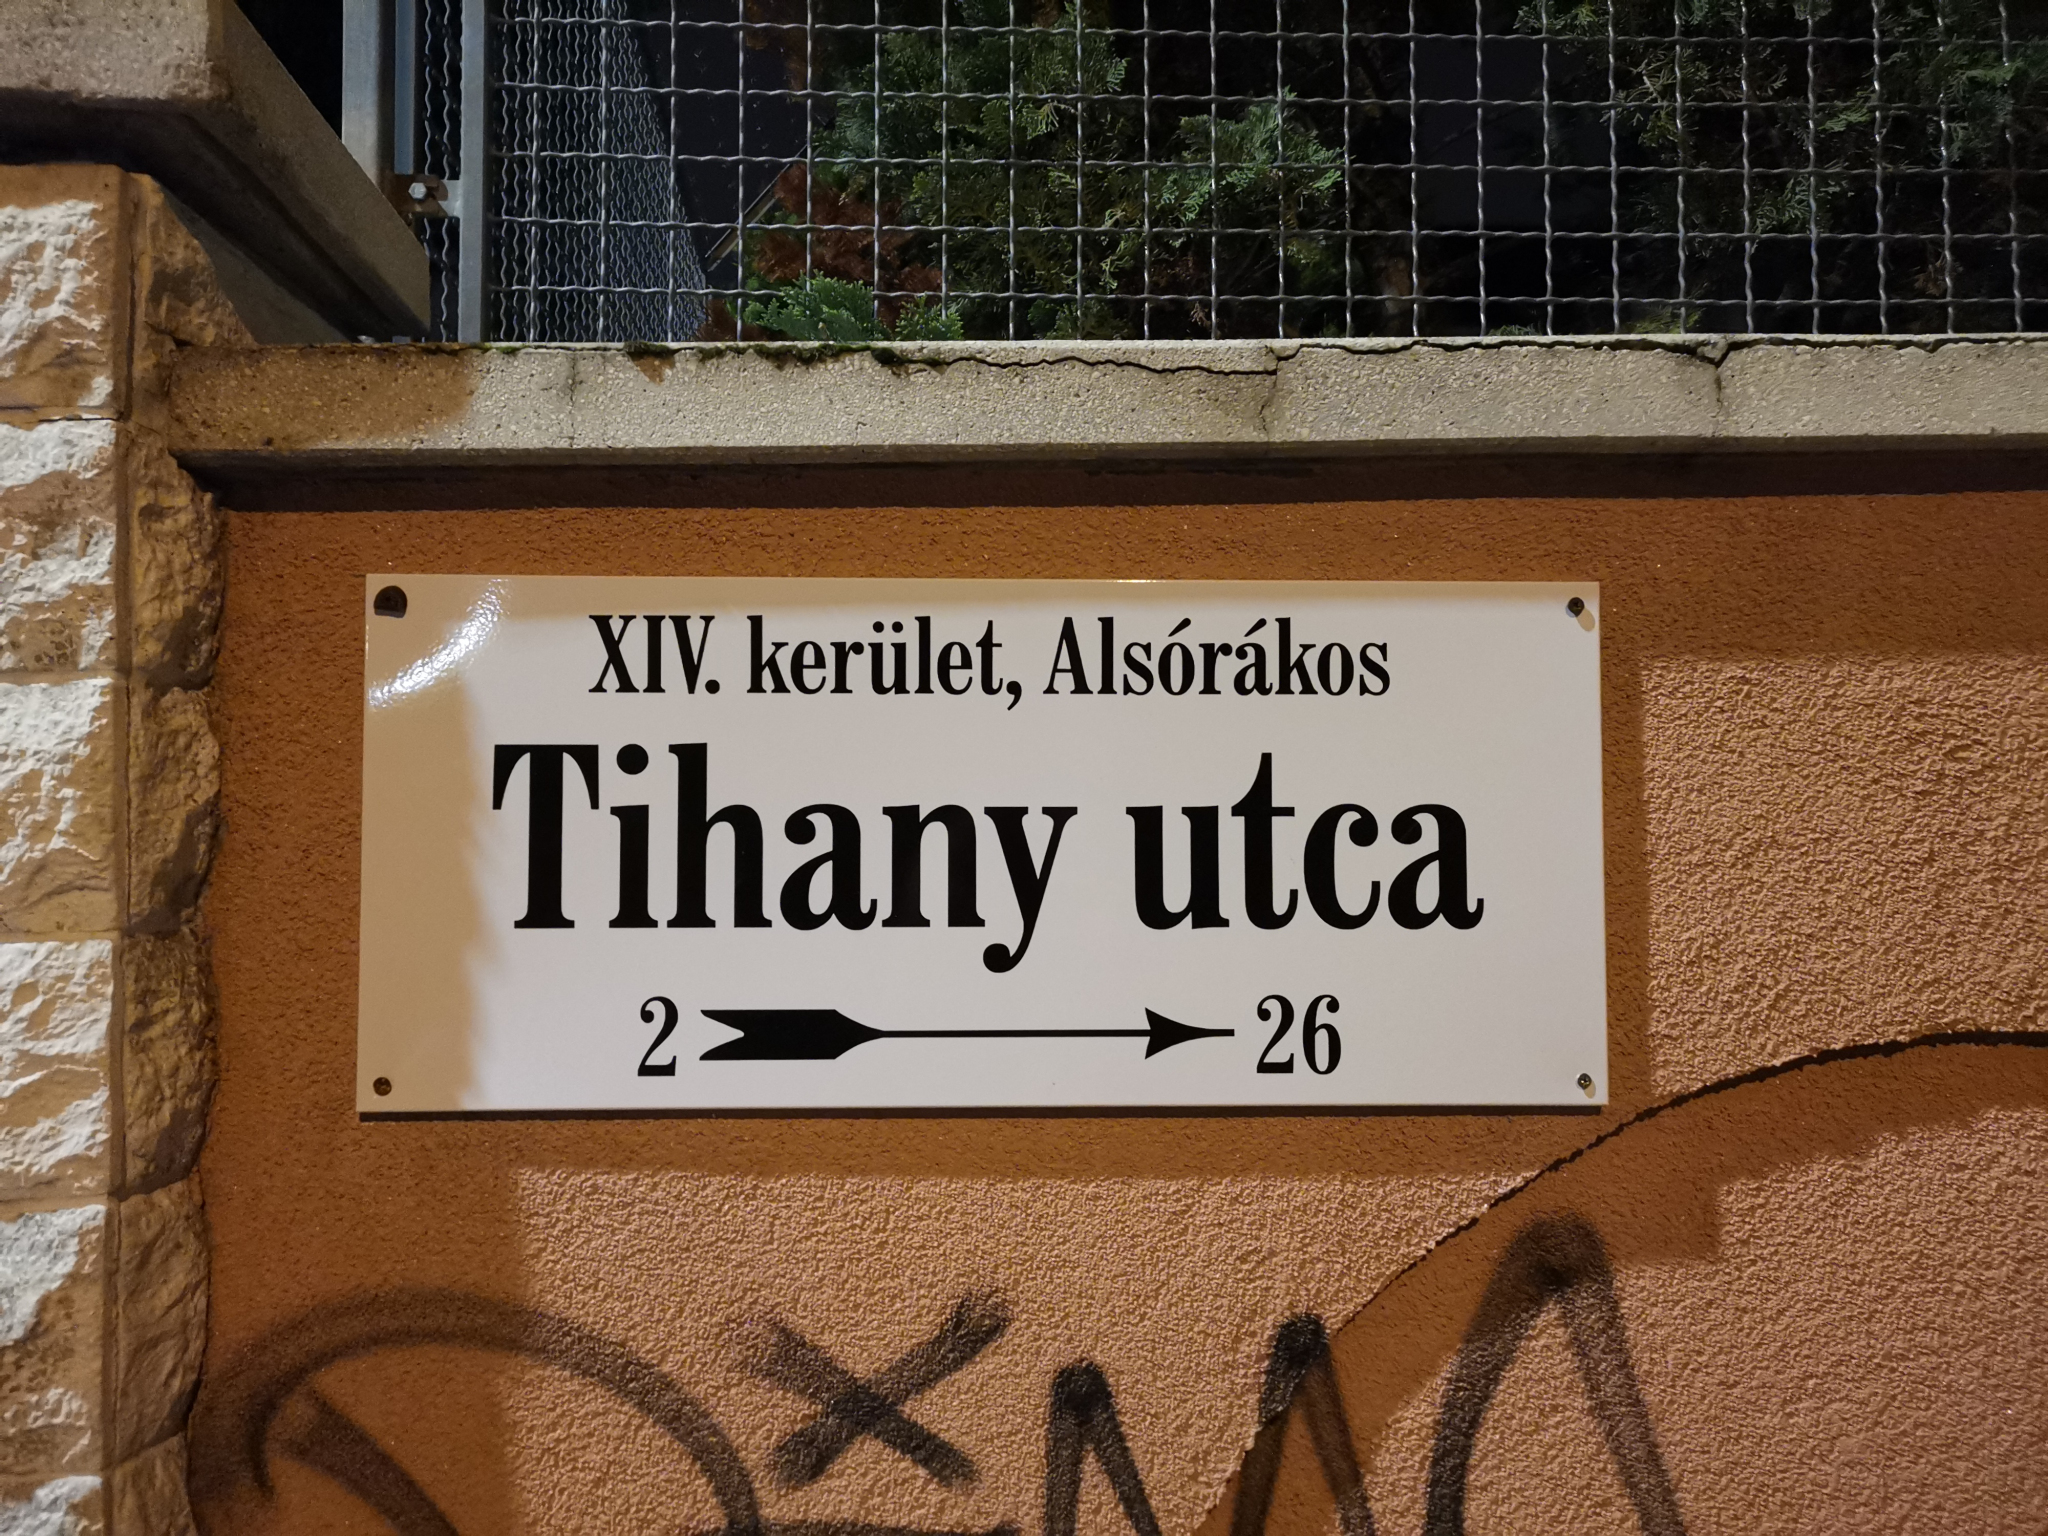 XIV. kerület, Alsórákos
Tihany utca
2 26